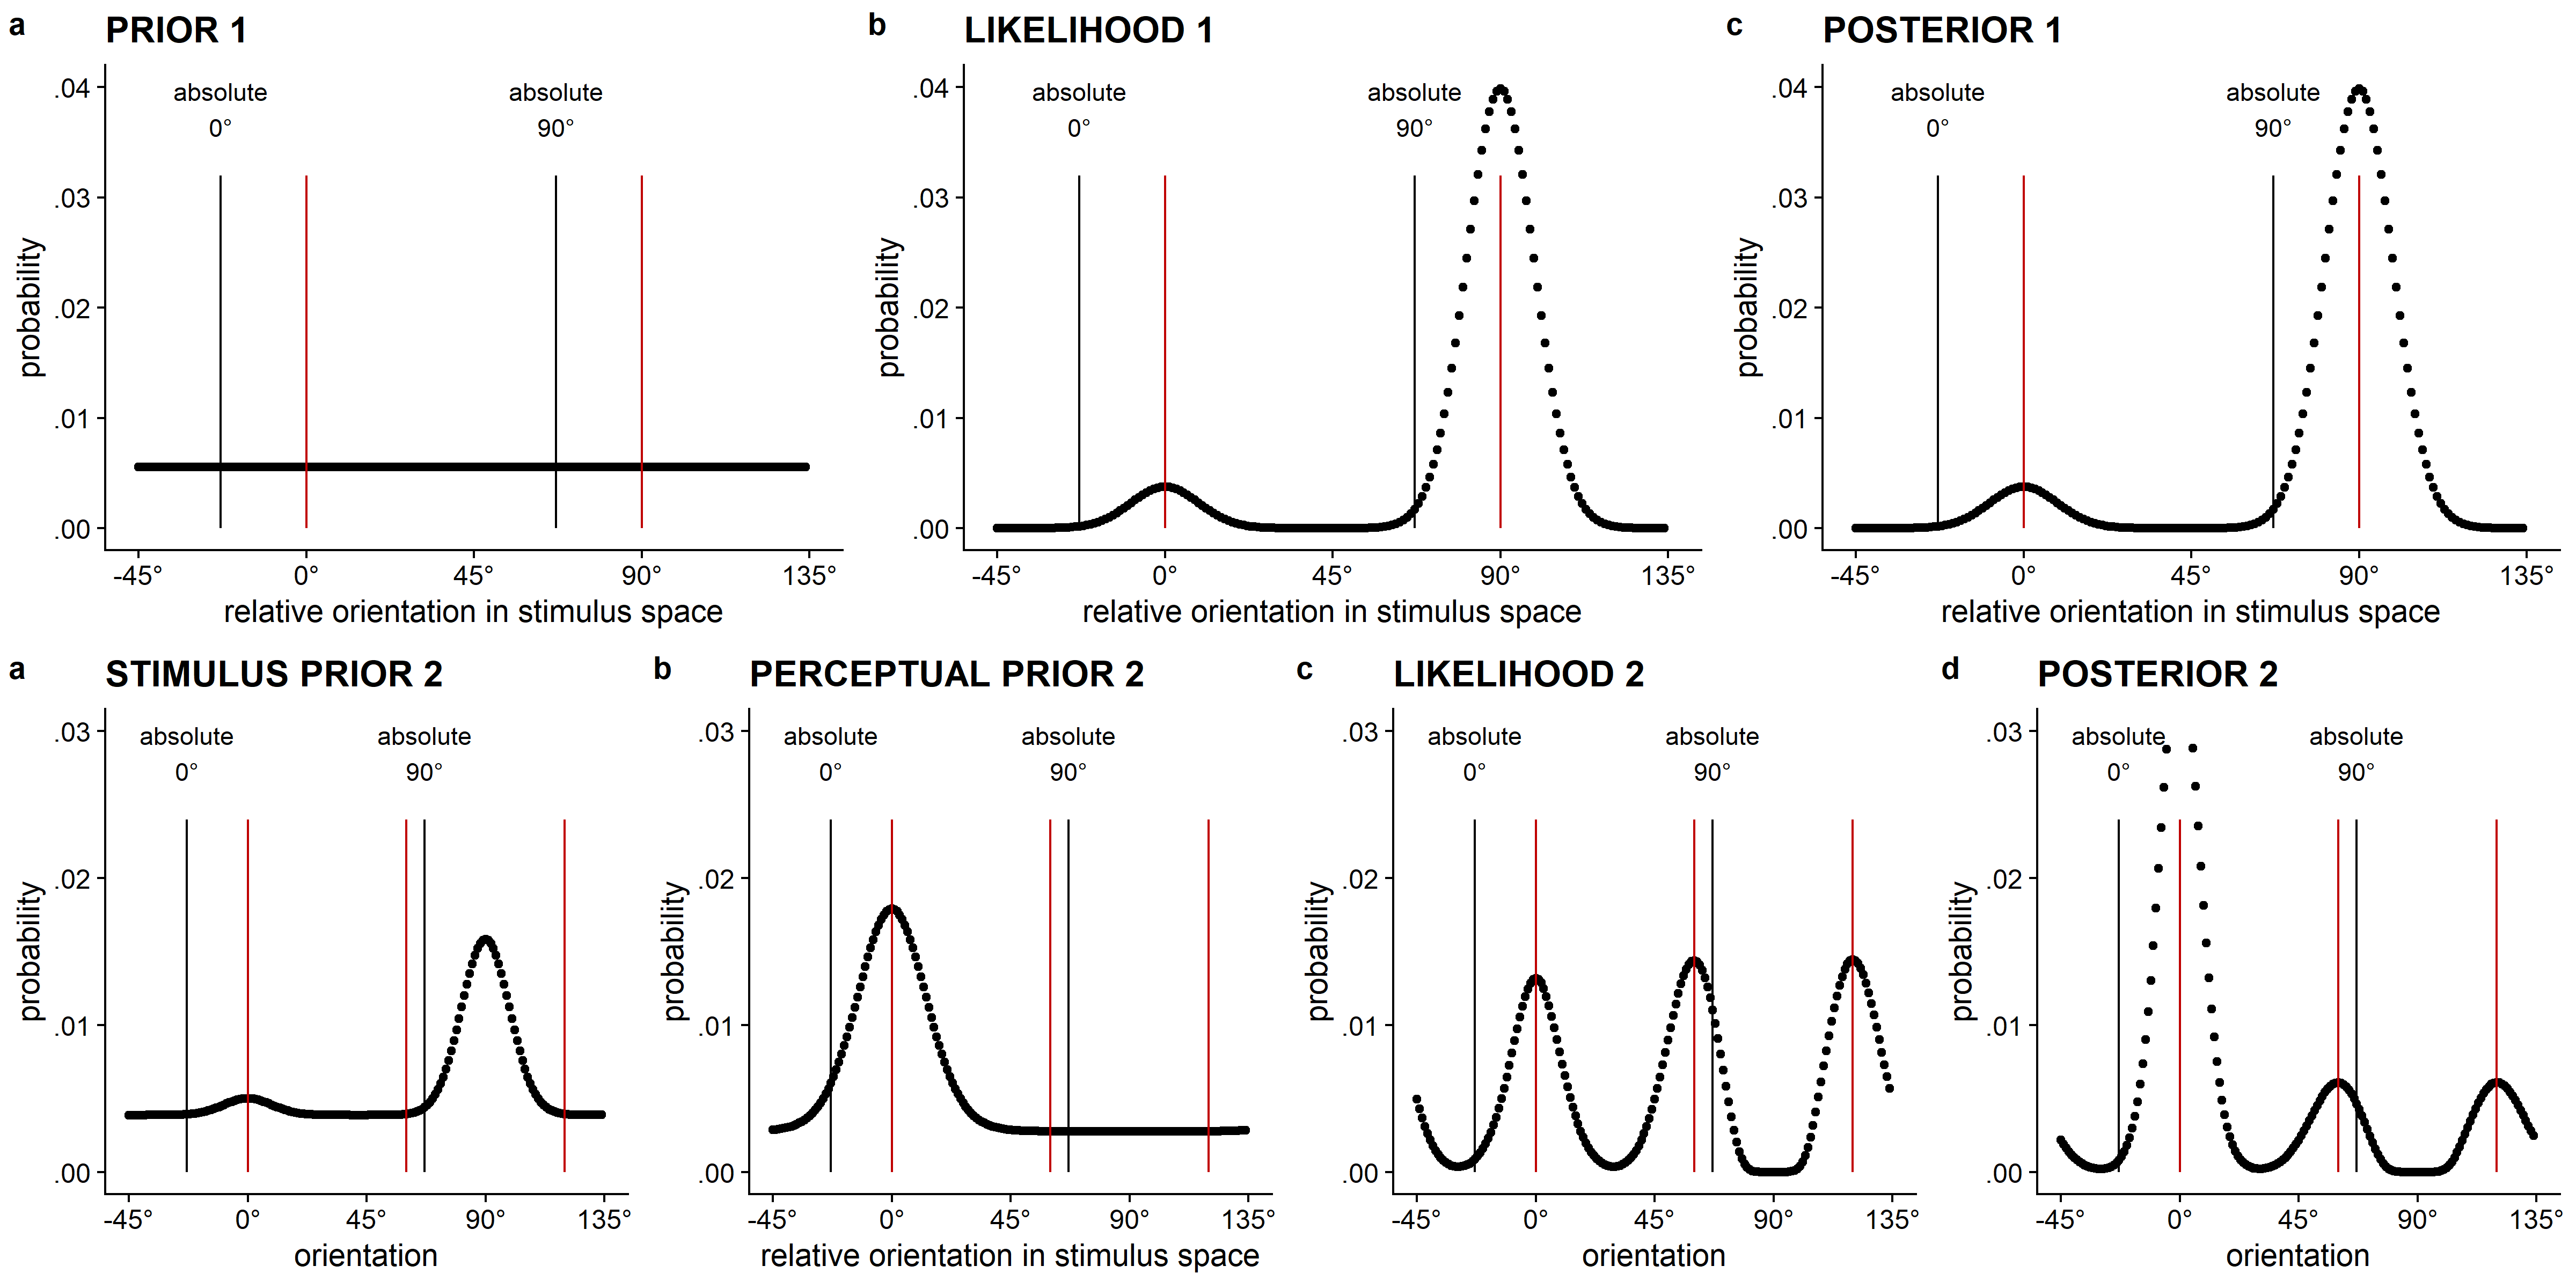 a PRIOR 1
absolute absolute
0° 90°
.04
.03
.02
.01
.00
probability
-45° 0° 45° 90° 135°
relative orientation in stimulus space
b LIKELIHOOD 1
absolute absolute
0° 90°
.04
.03
.02
.01
.00
probability
-45° 0° 45° 90° 135°
relative orientation in stimulus space
c POSTERIOR 1
absolute absolute
0° 90°
.04
.03
.02
.01
.00
probability
-45° 0° 45° 90° 135°
relative orientation in stimulus space
a STIMULUS PRIOR 2
absolute absolute
0° 90°
.03
.02
.01
.00
probability
-45° 0° 45° 90° 135°
orientation
b PERCEPTUAL PRIOR 2
absolute absolute
0° 90°
.03
.02
.01
.00
probability
-45° 0° 45° 90° 135°
relative orientation in stimulus space
c LIKELIHOOD 2
absolute absolute
0° 90°
.03
.02
.01
.00
probability
-45° 0° 45° 90° 135°
orientation
d POSTERIOR 2
absolute absolute
0° 90°
.03
.02
.01
.00
probability
-45° 0° 45° 90° 135°
orientation